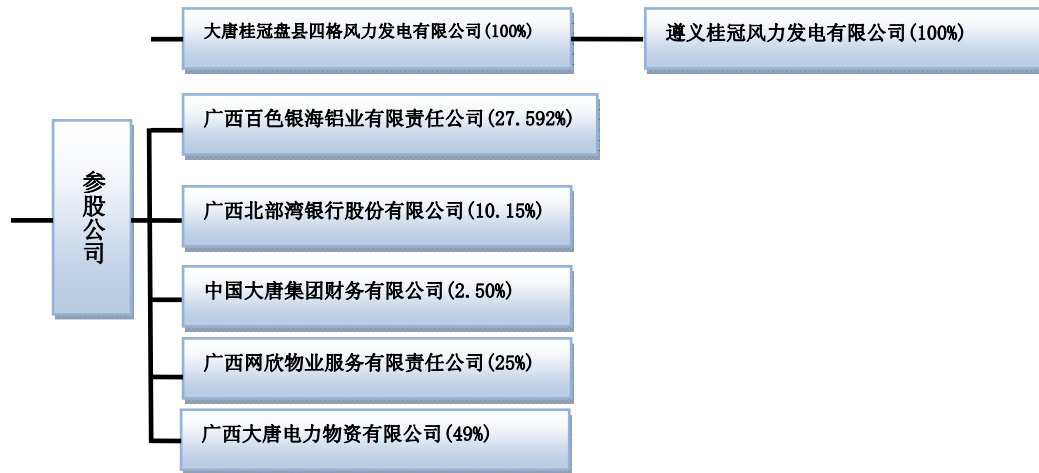 大唐桂冠盘县四格风力发电有限公司(100%)
遵义桂冠风力发电有限公司(100%)
参股公司
广西百色银海铝业有限责任公司(27.592%)
广西北部湾银行股份有限公司(10.15%)
中国大唐集团财务有限公司(2.50%)
广西网欣物业服务有限责任公司(25%)
广西大唐电力物资有限公司(49%)